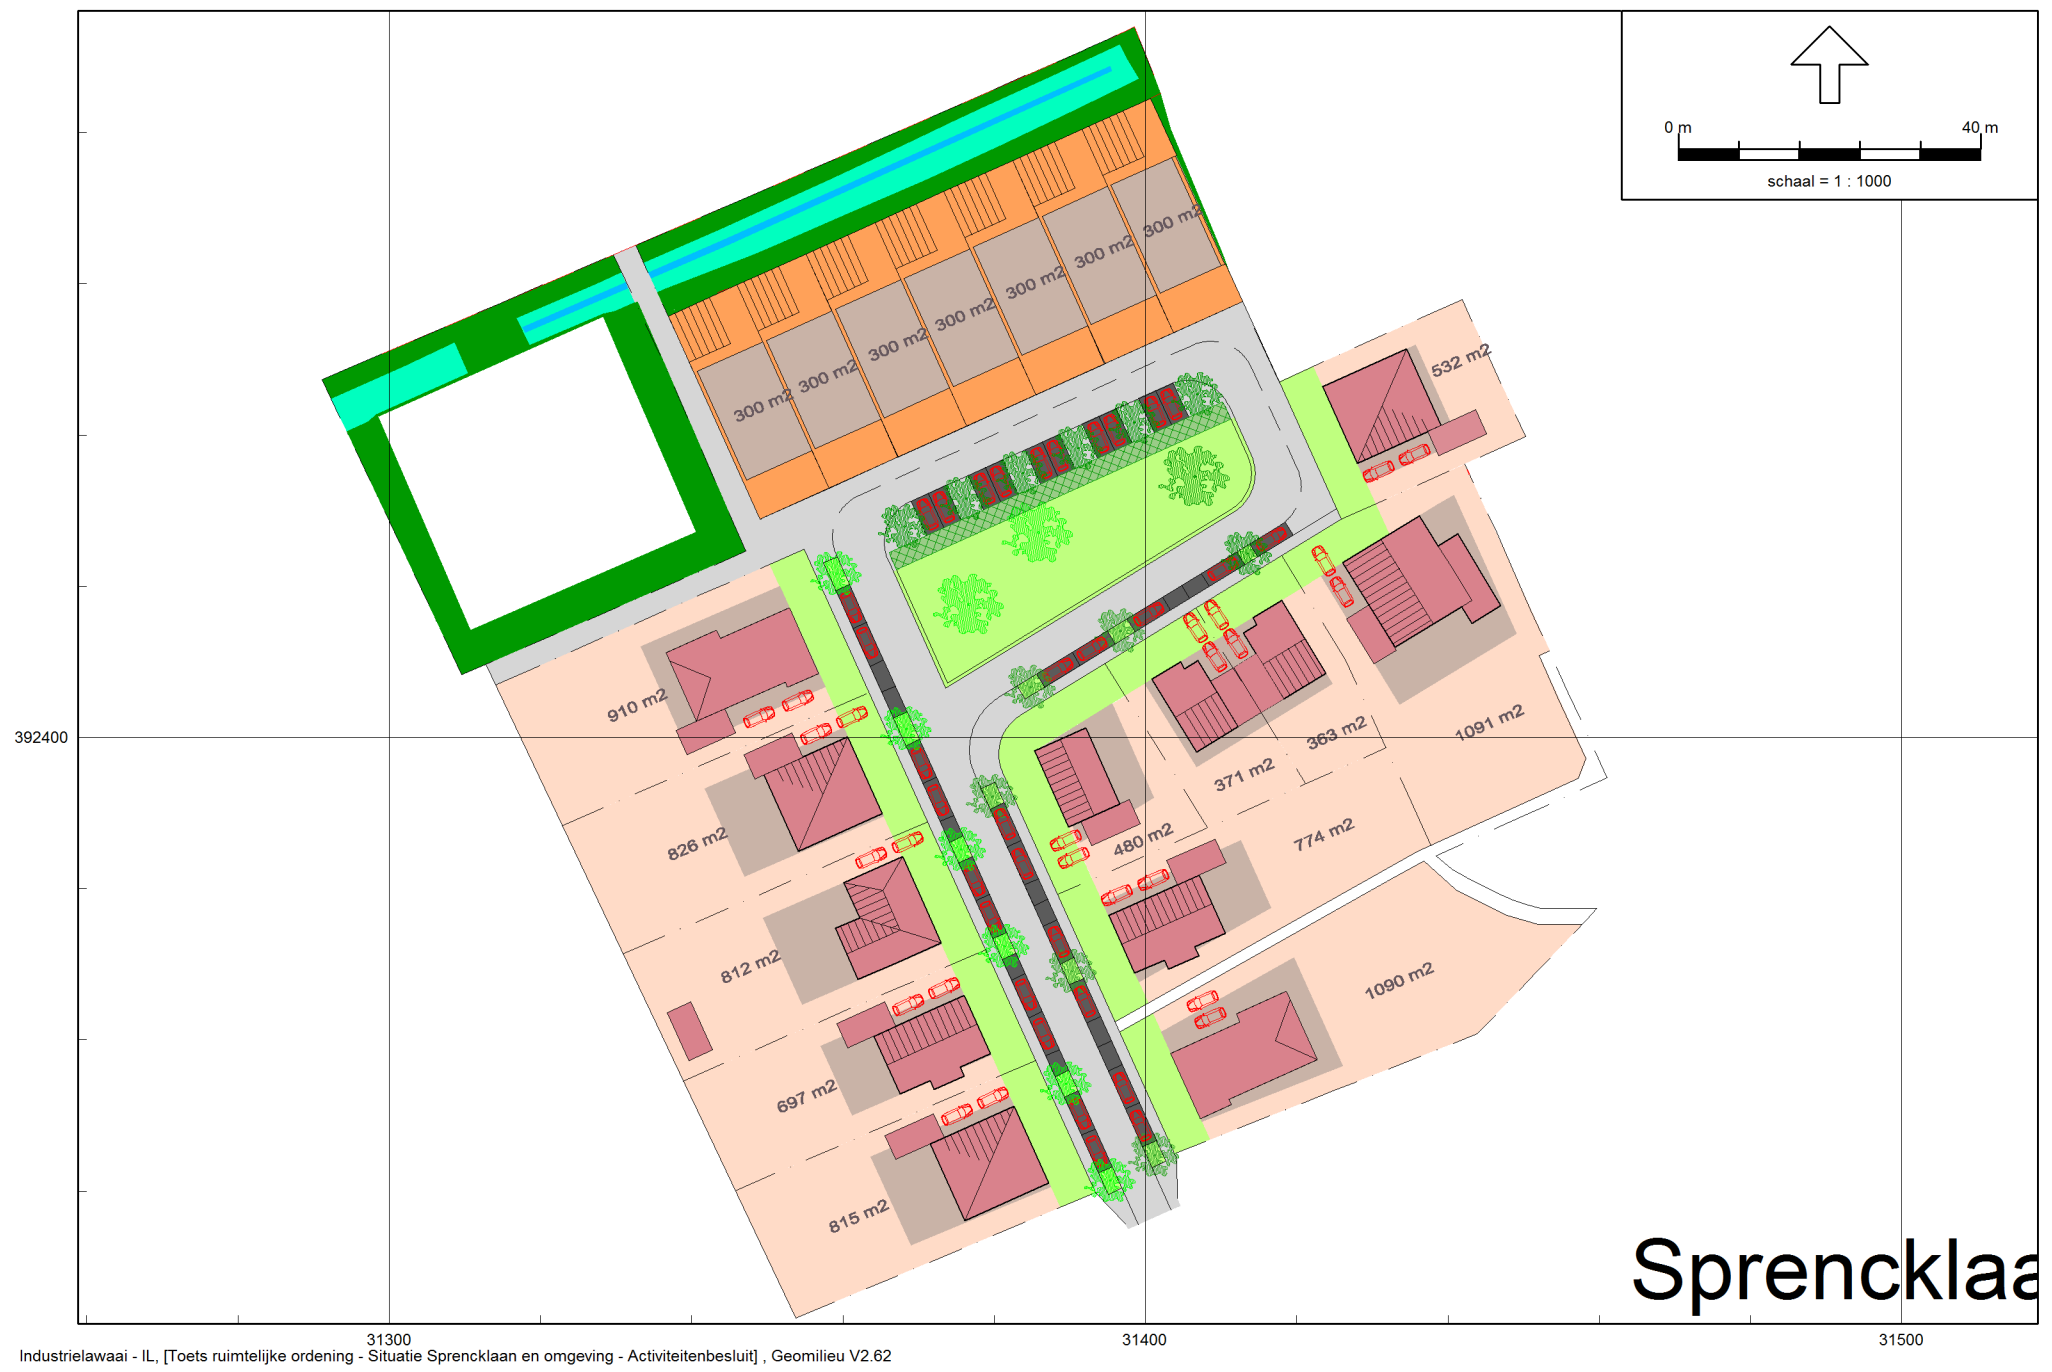 0 m 40 m
schaal = 1 : 1000
300 m2
300 m2
300 m2
300 m2
300 m2
300 m2
300 m2
532 m2
910 m2
826 m2
812 m2
697 m2
815 m2
480 m2
371 m2
363 m2
1091 m2
774 m2
1090 m2
392400
Sprencklaa
31300 31400 31500
Industrielawaai - IL, [Toets ruimtelijke ordening - Situatie Sprencklaan en omgeving - Activiteitenbesluit] , Geomilieu V2.62